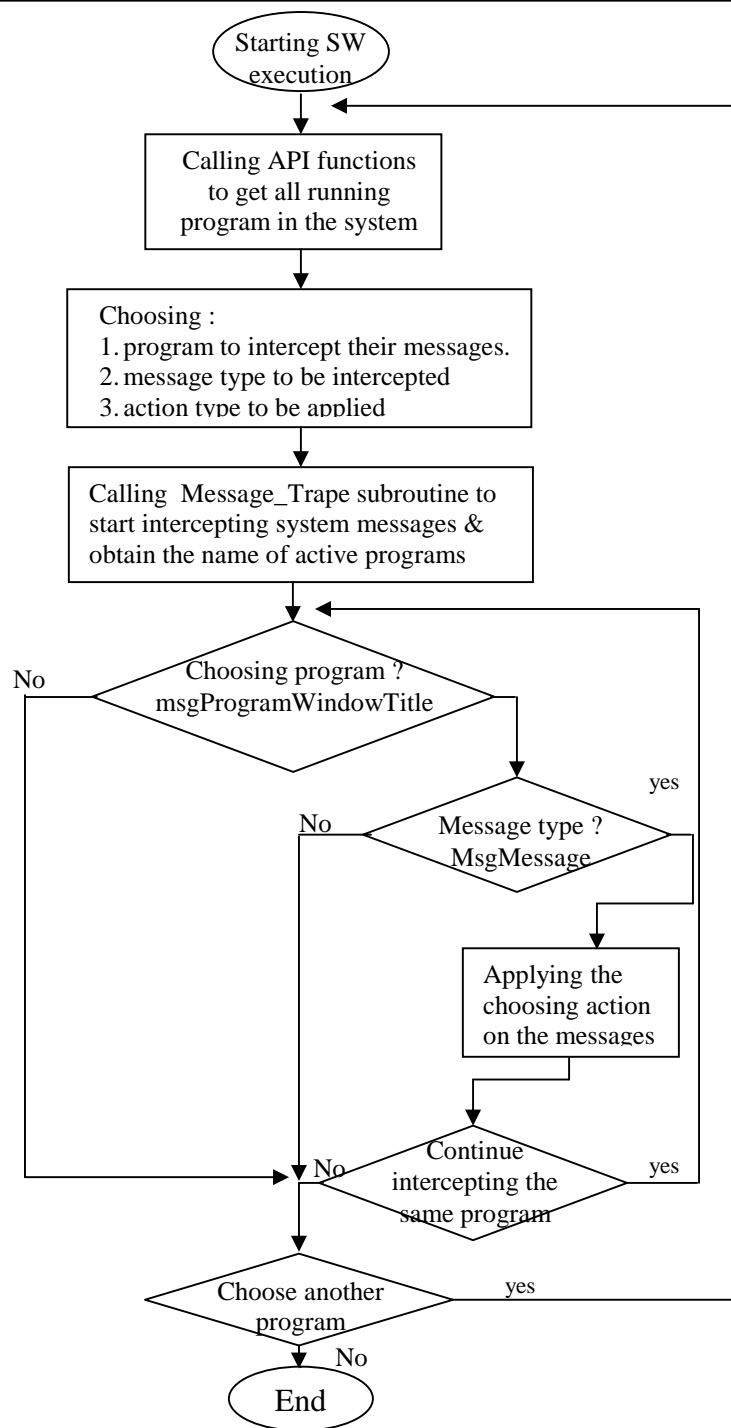 Starting SW
execution
Calling API functions
to get all running
program in the system
Choosing :
1. program to intercept their messages.
2. message type to be intercepted
3. action type to be applied
Calling Message_Trape subroutine to
start intercepting system messages &
obtain the name of active programs
No
Choosing program ?
msgProgramWindowTitle
yes
No
Message type ?
MsgMessage
Applying the
choosing action
on the messages
No
Continue
intercepting the
same program
yes
Choose another
program
yes
No
End